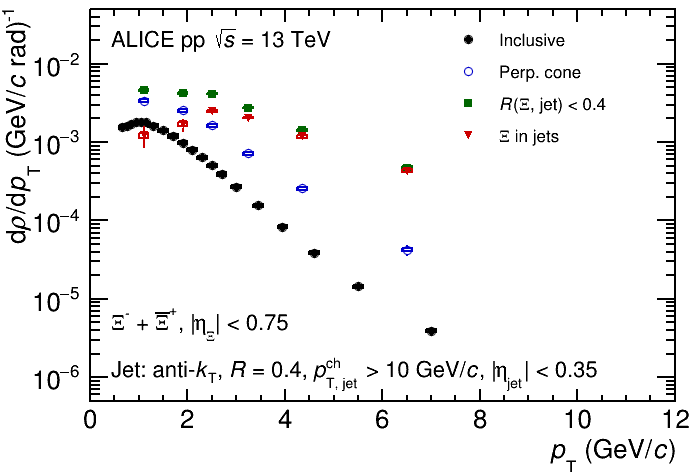 ALICE pp √s = 13 TeV
Inclusive
Perp. cone
R(Ξ, jet) < 0.4
Ξ in jets
dρ/dp_T (GeV/c rad)⁻¹
10⁻²
10⁻³
10⁻⁴
10⁻⁵
10⁻⁶
Ξ⁻ + Ξ̅⁺, |η_Ξ| < 0.75
Jet: anti-k_T, R = 0.4, p_T, jet^ch > 10 GeV/c, |η_jet| < 0.35
0 2 4 6 8 10 12
p_T (GeV/c)